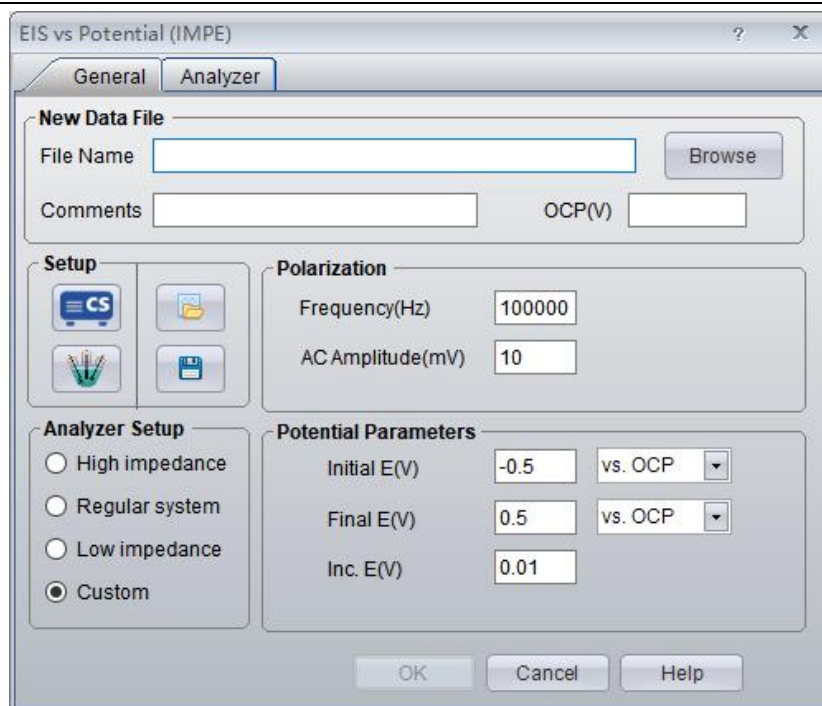 EIS vs Potential (IMPE) ? X
General Analyzer
New Data File
File Name Browse
Comments OCP(V)
Setup
CS
Polarization
Frequency(Hz) 100000
AC Amplitude(mV) 10
Analyzer Setup
High impedance
Regular system
Low impedance
Custom
Potential Parameters
Initial E(V) -0.5 vs. OCP
Final E(V) 0.5 vs. OCP
Inc. E(V) 0.01
OK Cancel Help